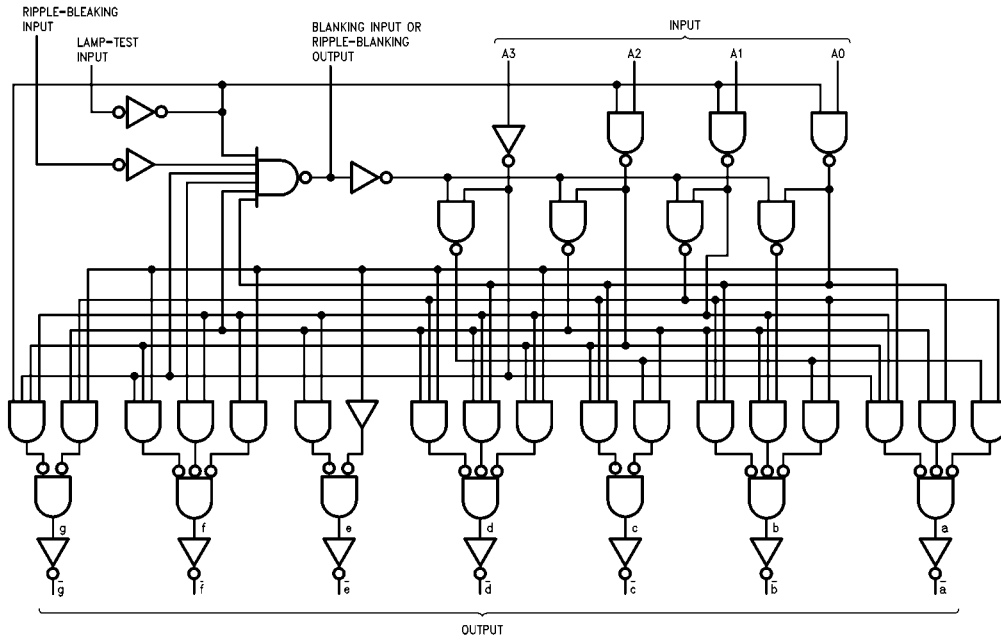 RIPPLE-BLEAKING
INPUT
LAMP-TEST
INPUT
BLANKING INPUT OR
RIPPLE-BLANKING
OUTPUT
INPUT
A3
A2
A1
A0
g
f
e
d
c
b
a
g̅
f̅
e̅
d̅
c̅
b̅
a̅
OUTPUT